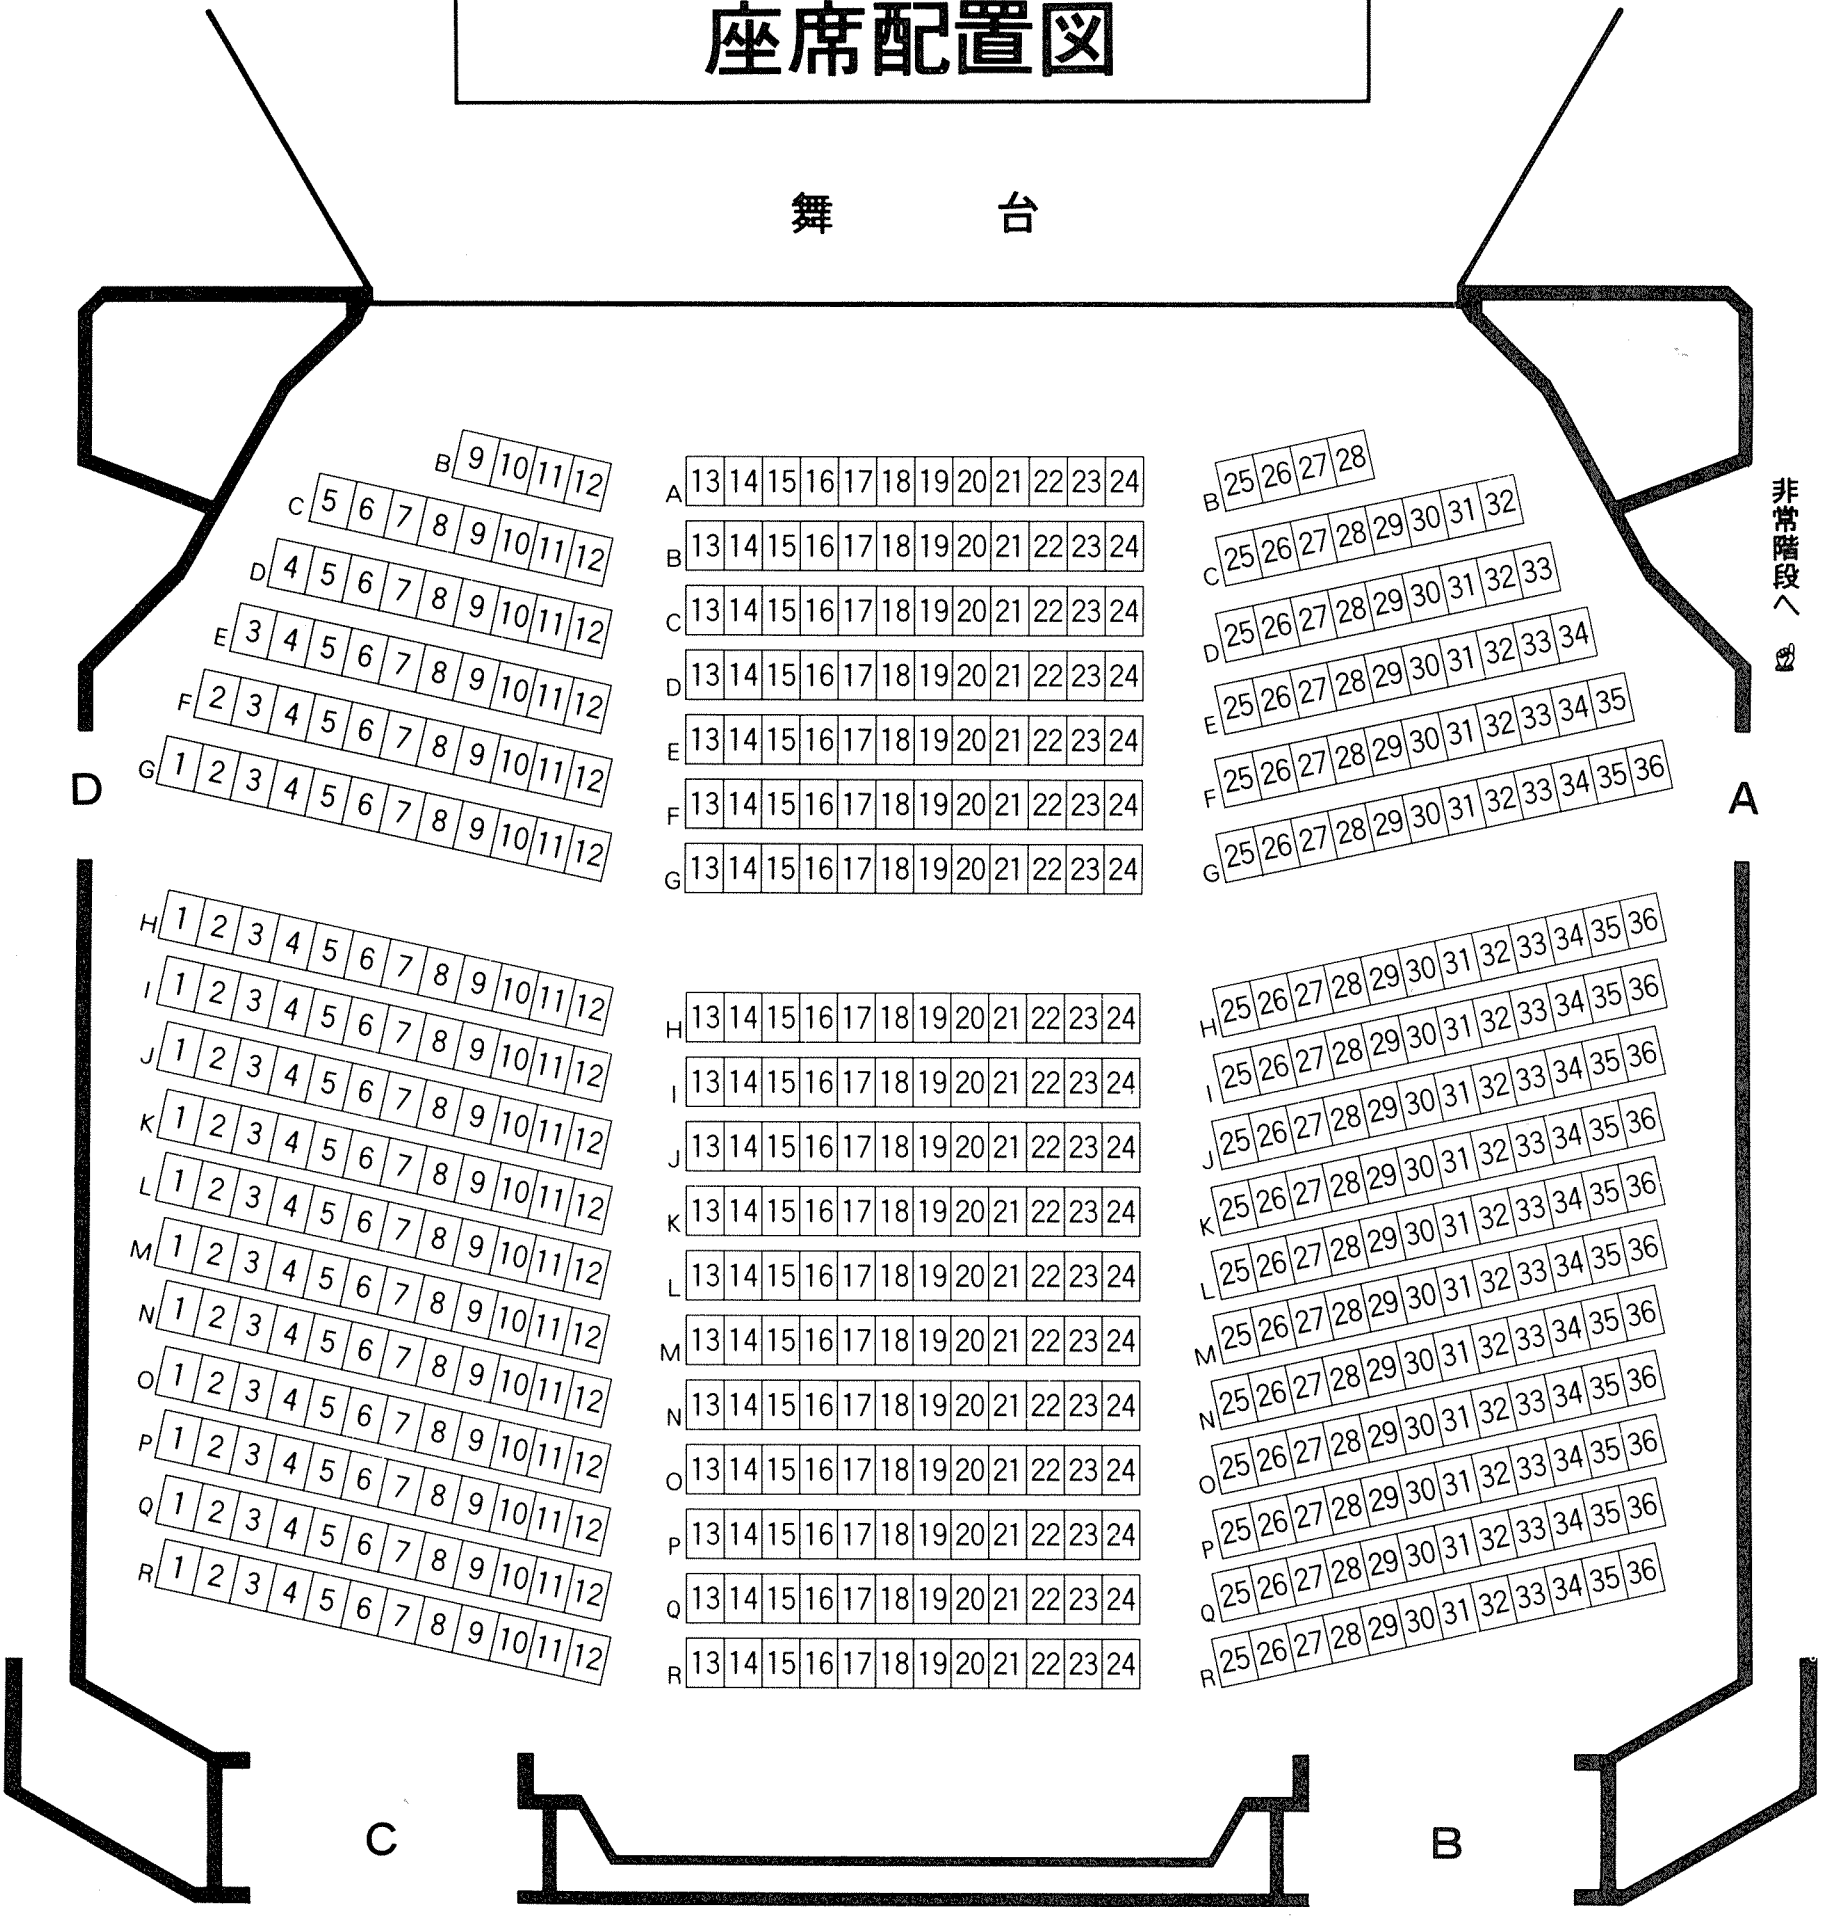 座席配置図
舞 台
非常階段へ
B 9 10 11 12
C 5 6 7 8 9 10 11 12
D 4 5 6 7 8 9 10 11 12
E 3 4 5 6 7 8 9 10 11 12
F 2 3 4 5 6 7 8 9 10 11 12
G 1 2 3 4 5 6 7 8 9 10 11 12
A 13 14 15 16 17 18 19 20 21 22 23 24
B 13 14 15 16 17 18 19 20 21 22 23 24
C 13 14 15 16 17 18 19 20 21 22 23 24
D 13 14 15 16 17 18 19 20 21 22 23 24
E 13 14 15 16 17 18 19 20 21 22 23 24
F 13 14 15 16 17 18 19 20 21 22 23 24
G 13 14 15 16 17 18 19 20 21 22 23 24
B 25 26 27 28
C 25 26 27 28 29 30 31 32
D 25 26 27 28 29 30 31 32 33
E 25 26 27 28 29 30 31 32 33 34
F 25 26 27 28 29 30 31 32 33 34 35
G 25 26 27 28 29 30 31 32 33 34 35 36
D
A
H 1 2 3 4 5 6 7 8 9 10 11 12
I 1 2 3 4 5 6 7 8 9 10 11 12
J 1 2 3 4 5 6 7 8 9 10 11 12
K 1 2 3 4 5 6 7 8 9 10 11 12
L 1 2 3 4 5 6 7 8 9 10 11 12
M 1 2 3 4 5 6 7 8 9 10 11 12
N 1 2 3 4 5 6 7 8 9 10 11 12
O 1 2 3 4 5 6 7 8 9 10 11 12
P 1 2 3 4 5 6 7 8 9 10 11 12
Q 1 2 3 4 5 6 7 8 9 10 11 12
R 1 2 3 4 5 6 7 8 9 10 11 12
H 13 14 15 16 17 18 19 20 21 22 23 24
I 13 14 15 16 17 18 19 20 21 22 23 24
J 13 14 15 16 17 18 19 20 21 22 23 24
K 13 14 15 16 17 18 19 20 21 22 23 24
L 13 14 15 16 17 18 19 20 21 22 23 24
M 13 14 15 16 17 18 19 20 21 22 23 24
N 13 14 15 16 17 18 19 20 21 22 23 24
O 13 14 15 16 17 18 19 20 21 22 23 24
P 13 14 15 16 17 18 19 20 21 22 23 24
Q 13 14 15 16 17 18 19 20 21 22 23 24
R 13 14 15 16 17 18 19 20 21 22 23 24
H 25 26 27 28 29 30 31 32 33 34 35 36
I 25 26 27 28 29 30 31 32 33 34 35 36
J 25 26 27 28 29 30 31 32 33 34 35 36
K 25 26 27 28 29 30 31 32 33 34 35 36
L 25 26 27 28 29 30 31 32 33 34 35 36
M 25 26 27 28 29 30 31 32 33 34 35 36
N 25 26 27 28 29 30 31 32 33 34 35 36
O 25 26 27 28 29 30 31 32 33 34 35 36
P 25 26 27 28 29 30 31 32 33 34 35 36
Q 25 26 27 28 29 30 31 32 33 34 35 36
R 25 26 27 28 29 30 31 32 33 34 35 36
C
B